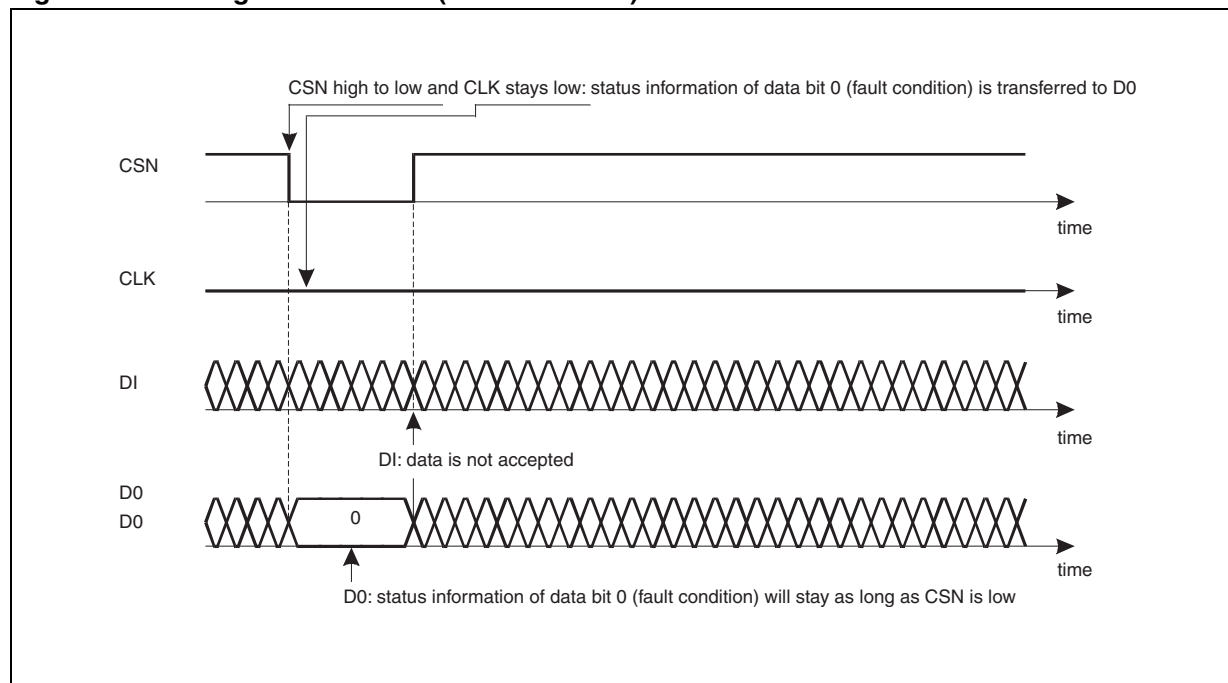 CSN high to low and CLK stays low: status information of data bit 0 (fault condition) is transferred to D0
CSN
time
CLK
time
DI
time
DI: data is not accepted
D0
D0
0
time
D0: status information of data bit 0 (fault condition) will stay as long as CSN is low